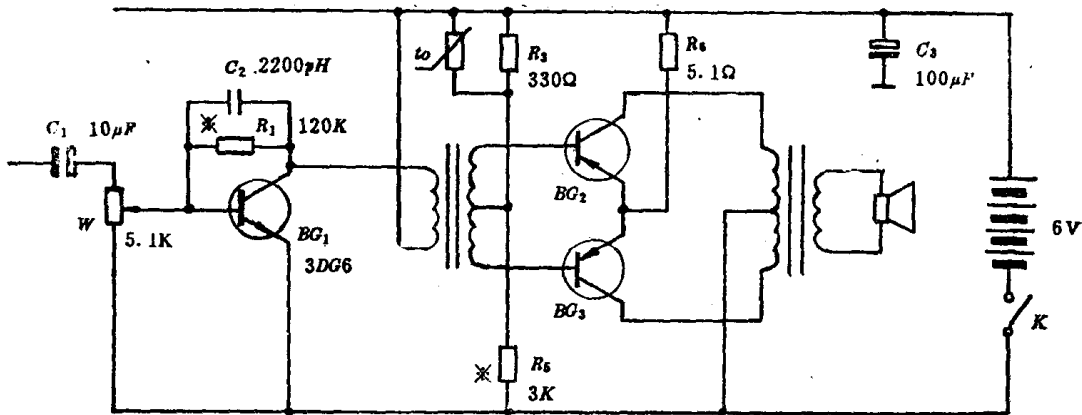 to
R3
330Ω
R6
5.1Ω
C3
100μF
C2 .2200pH
※ R1 120K
C1 10μF
W
5.1K
BG1
3DG6
BG2
BG3
6V
K
※ R5
3K